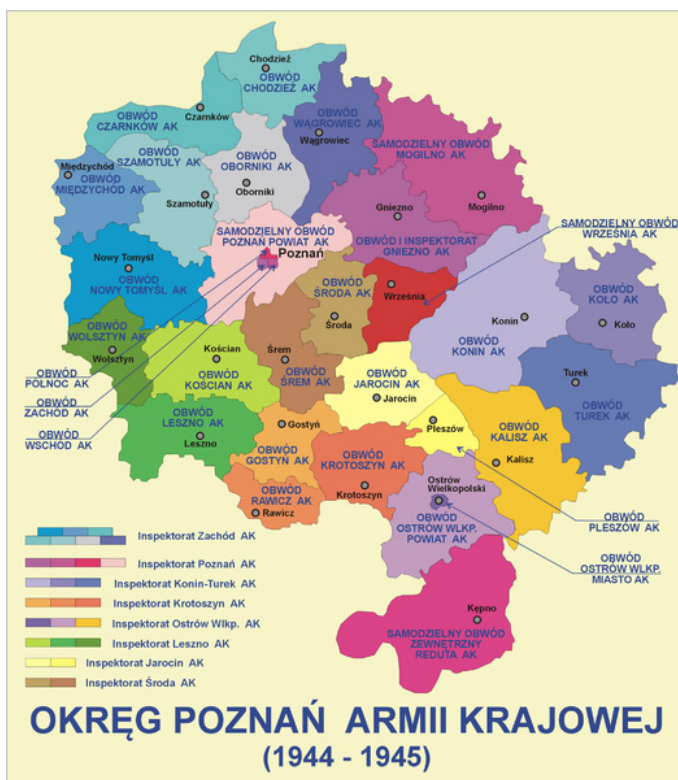 Chodzież
OBWÓD
CHODZIEŻ AK
OBWÓD
CZARNKÓW AK
Czarnków
OBWÓD
WĄGROWIEC AK
Wągrowiec
OBWÓD
SZAMOTUŁY AK
Szamotuły
OBWÓD
OBORNIKI AK
Oborniki
SAMODZIELNY OBWÓD
MOGILNO AK
Mogilno
Międzychód
OBWÓD
MIĘDZYCHÓD AK
Gniezno
OBWÓD I INSPEKTORAT
GNIEZNO AK
SAMODZIELNY OBWÓD
WRZEŚNIA AK
SAMODZIELNY OBWÓD
POZNAŃ POWIAT AK
Poznań
Nowy Tomyśl
OBWÓD
NOWY TOMYŚL AK
OBWÓD
ŚRODA AK
Środa
Września
OBWÓD
KOŁO AK
Koło
Konin
OBWÓD
KONIN AK
OBWÓD
WOLSZTYN AK
Wolsztyn
Kościan
OBWÓD
KOŚCIAN AK
Śrem
OBWÓD
ŚREM AK
OBWÓD
JAROCIN AK
Jarocin
Turek
OBWÓD
TUREK AK
OBWÓD
PÓŁNOC AK
OBWÓD
ZACHÓD AK
OBWÓD
WSCHÓD AK
OBWÓD
LESZNO AK
Leszno
Gostyń
OBWÓD
GOSTYŃ AK
Pleszów
OBWÓD
KALISZ AK
Kalisz
OBWÓD
KROTOSZYN AK
Krotoszyn
OBWÓD
RAWICZ AK
Rawicz
Ostrów
Wielkopolski
OBWÓD
OSTRÓW WLKP.
POWIAT AK
OBWÓD
PLESZÓW AK
OBWÓD
OSTRÓW WLKP.
MIASTO AK
Kępno
SAMODZIELNY OBWÓD
ZEWNĘTRZNY
REDUTA AK
Inspektorat Zachód AK
Inspektorat Poznań AK
Inspektorat Konin-Turek AK
Inspektorat Krotoszyn AK
Inspektorat Ostrów Wlkp. AK
Inspektorat Leszno AK
Inspektorat Jarocin AK
Inspektorat Środa AK
OKRĘG POZNAŃ ARMII KRAJOWEJ
(1944 - 1945)